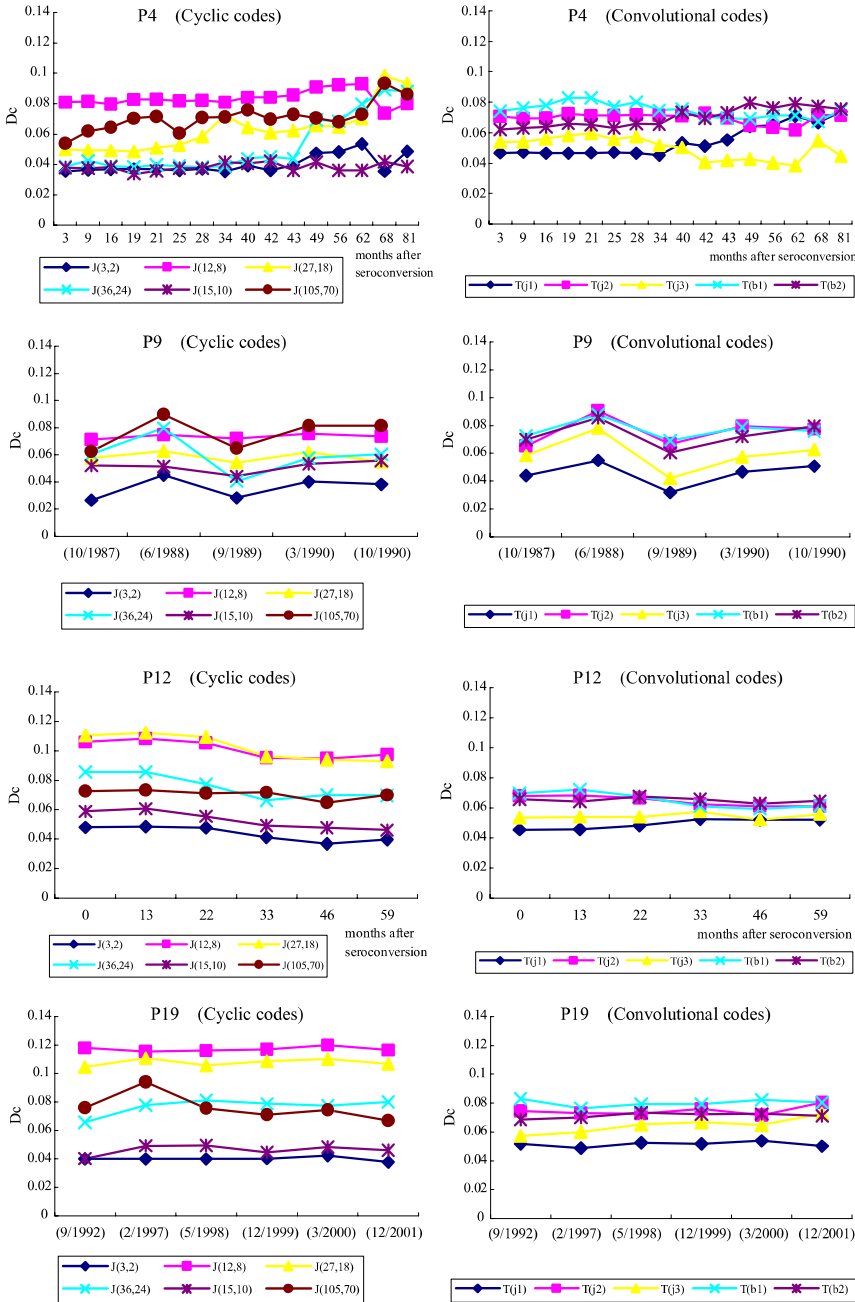 P4 (Cyclic codes)
0.14
0.12
0.1
0.08
0.06
0.04
0.02
0
Dc
3 9 16 19 21 25 28 34 40 42 43 49 56 62 68 81
months after
seroconversion
J(3,2) J(12,8) J(27,18)
J(36,24) J(15,10) J(105,70)
P4 (Convolutional codes)
0.14
0.12
0.1
0.08
0.06
0.04
0.02
0
Dc
3 9 16 19 21 25 28 34 40 42 43 49 56 62 68 81
months after seroconversion
T(j1) T(j2) T(j3) T(b1) T(b2)
P9 (Cyclic codes)
0.14
0.12
0.1
0.08
0.06
0.04
0.02
0
Dc
(10/1987) (6/1988) (9/1989) (3/1990) (10/1990)
J(3,2) J(12,8) J(27,18)
J(36,24) J(15,10) J(105,70)
P9 (Convolutional codes)
0.14
0.12
0.1
0.08
0.06
0.04
0.02
0
Dc
(10/1987) (6/1988) (9/1989) (3/1990) (10/1990)
T(j1) T(j2) T(j3) T(b1) T(b2)
P12 (Cyclic codes)
0.14
0.12
0.1
0.08
0.06
0.04
0.02
0
Dc
0 13 22 33 46 59
months after
seroconversion
J(3,2) J(12,8) J(27,18)
J(36,24) J(15,10) J(105,70)
P12 (Convolutional codes)
0.14
0.12
0.1
0.08
0.06
0.04
0.02
0
Dc
0 13 22 33 46 59
months after seroconversion
T(j1) T(j2) T(j3) T(b1) T(b2)
P19 (Cyclic codes)
0.14
0.12
0.1
0.08
0.06
0.04
0.02
0
Dc
(9/1992) (2/1997) (5/1998) (12/1999) (3/2000) (12/2001)
J(3,2) J(12,8) J(27,18)
J(36,24) J(15,10) J(105,70)
P19 (Convolutional codes)
0.14
0.12
0.1
0.08
0.06
0.04
0.02
0
Dc
(9/1992) (2/1997) (5/1998) (12/1999) (3/2000) (12/2001)
T(j1) T(j2) T(j3) T(b1) T(b2)